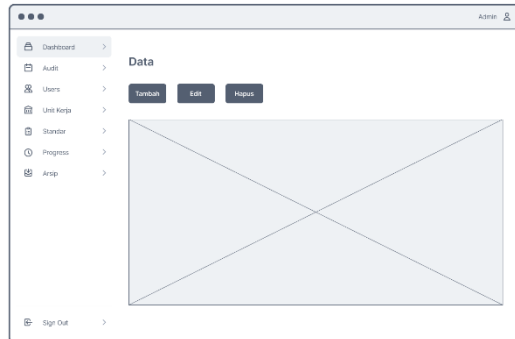 Admin
Dashboard
Audit
Users
Unit Kerja
Standar
Progress
Arsip
Sign Out
Data
Tambah Edit Hapus